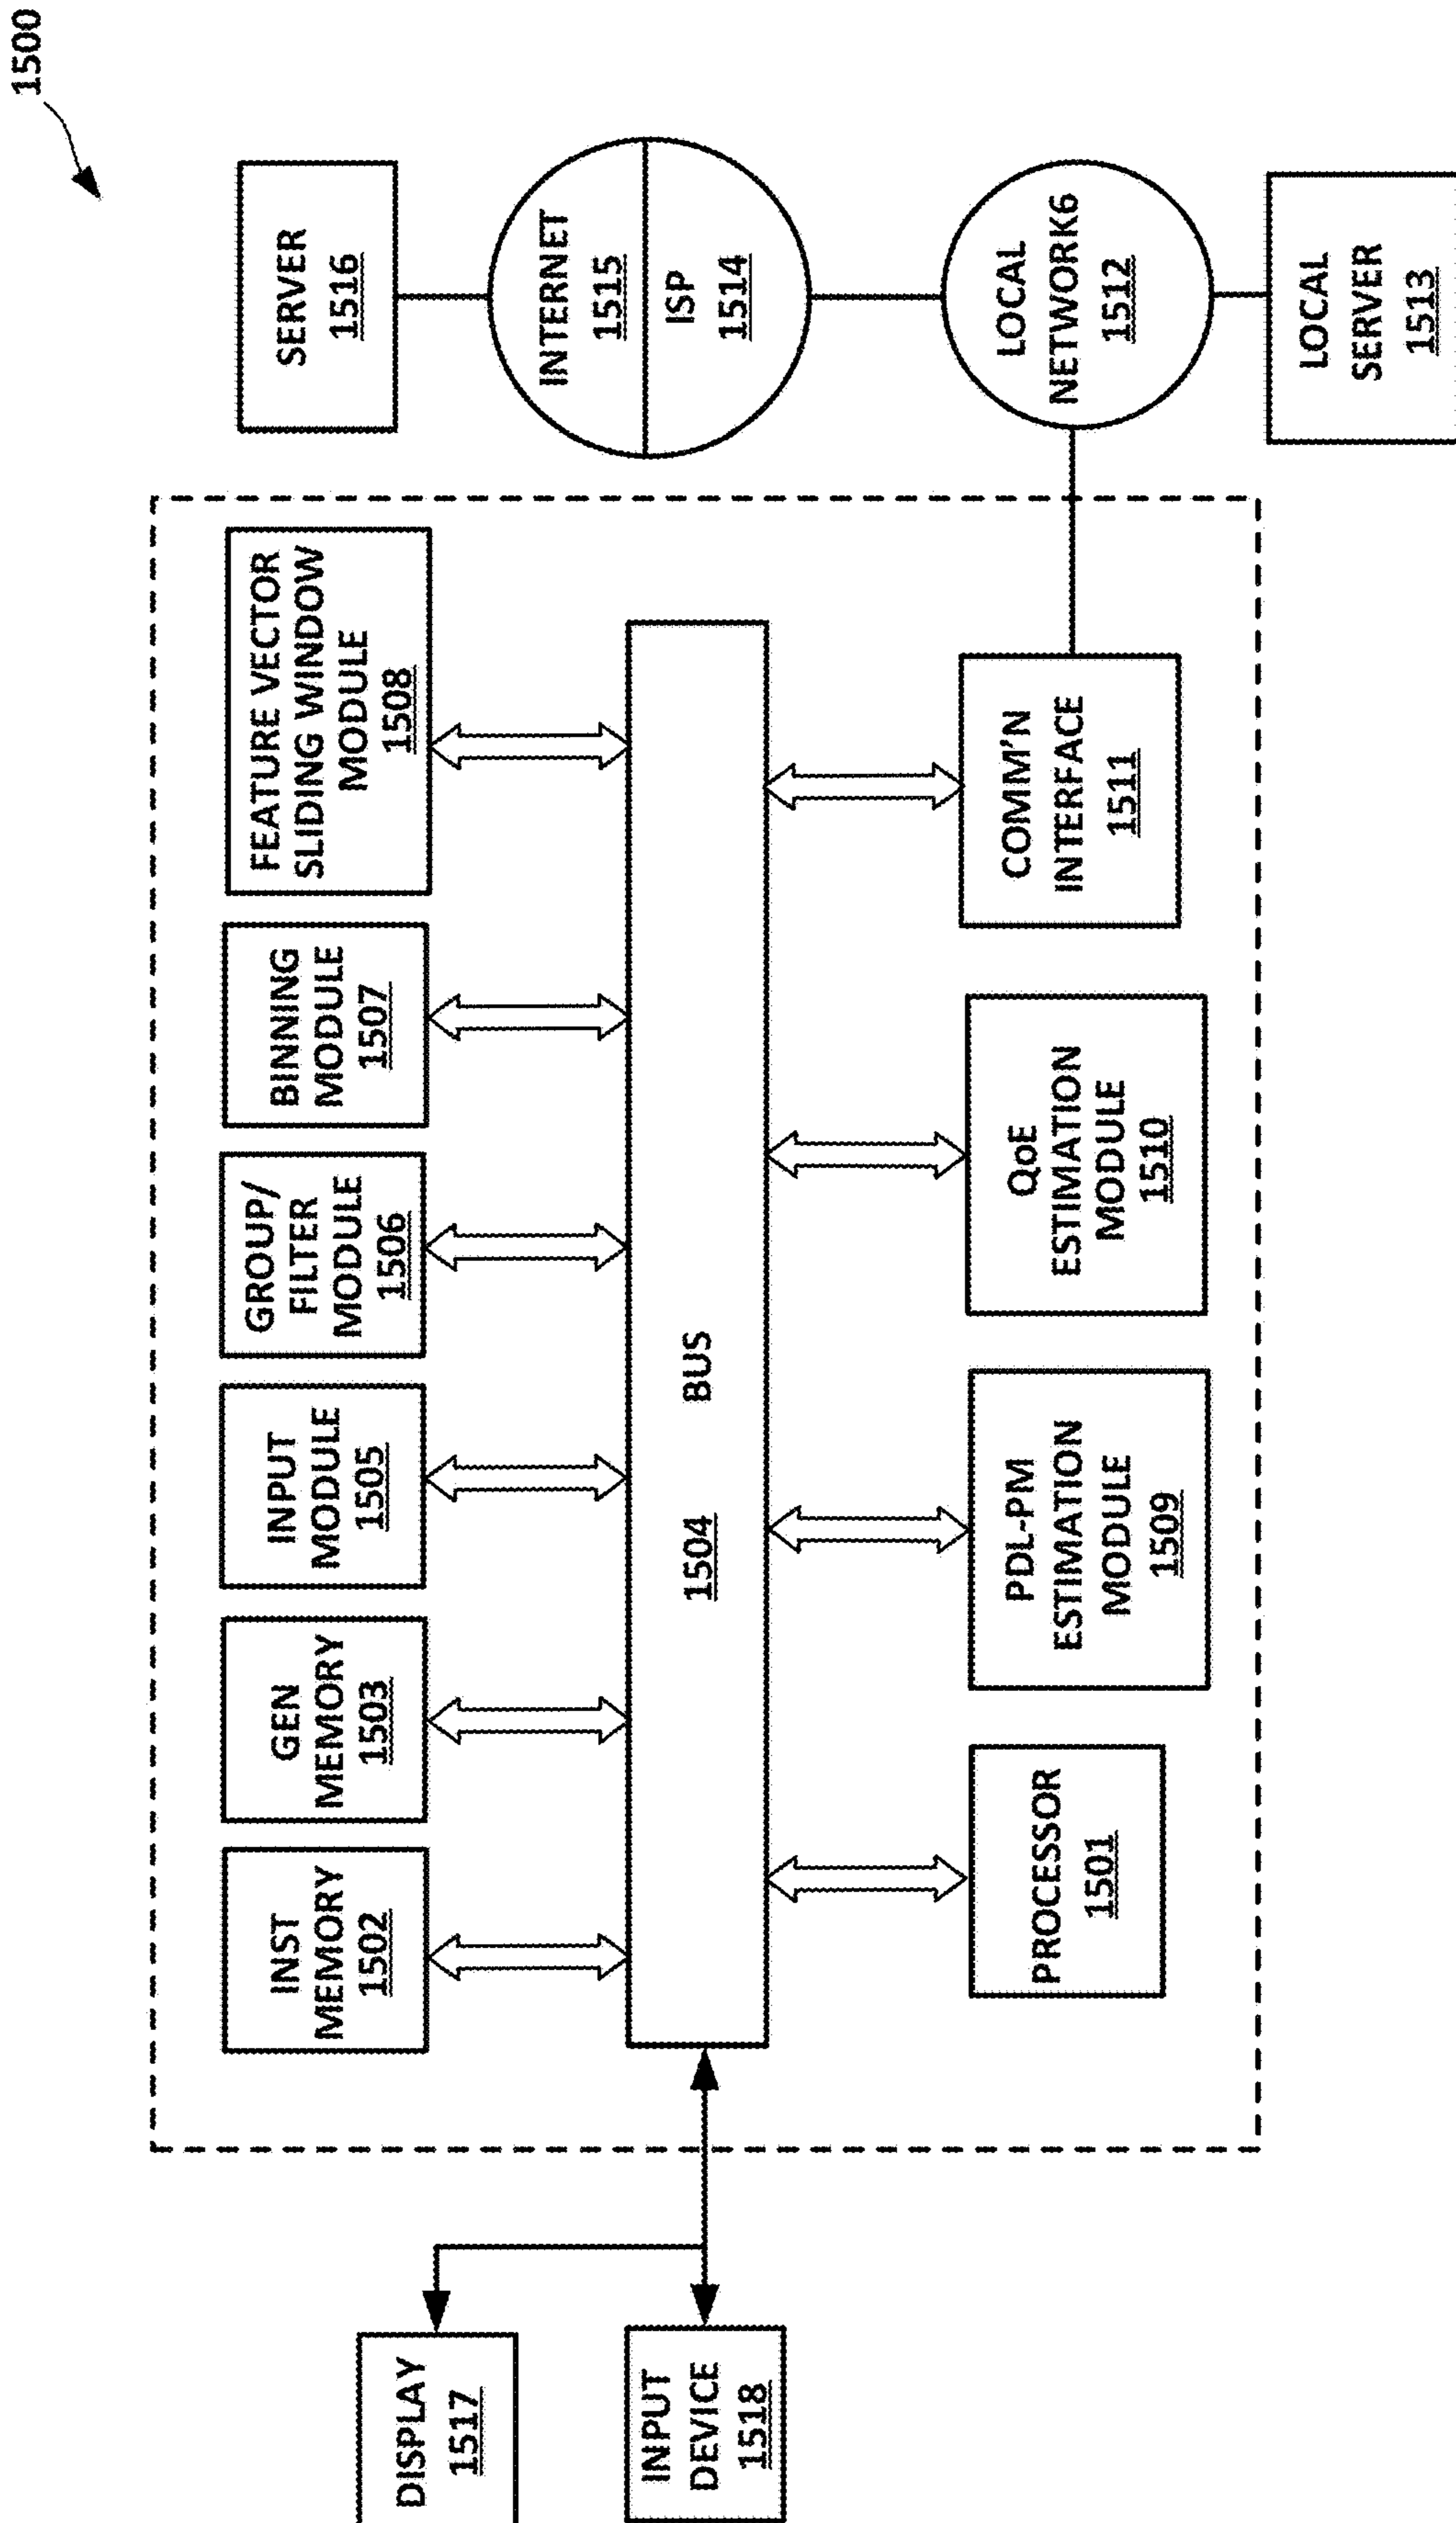 1500
DISPLAY
1517
INPUT
DEVICE
1518
INST
MEMORY
1502
GEN
MEMORY
1503
INPUT
MODULE
1505
GROUP/
FILTER
MODULE
1506
BINNING
MODULE
1507
FEATURE VECTOR
SLIDING WINDOW
MODULE
1508
1504 BUS
PROCESSOR
1501
PDL-PM
ESTIMATION
MODULE
1509
QoE
ESTIMATION
MODULE
1510
COMM'N
INTERFACE
1511
SERVER
1516
INTERNET
1515
ISP
1514
LOCAL
NETWORK6
1512
LOCAL
SERVER
1513